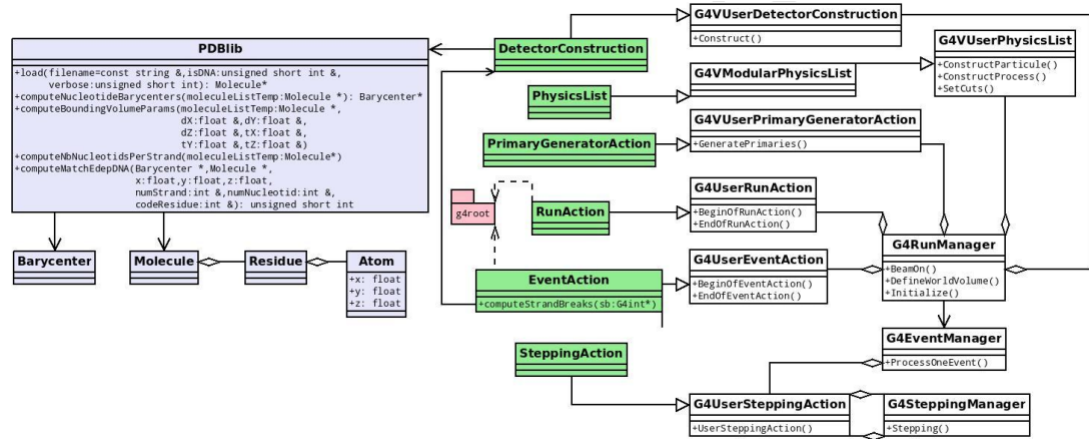 PDBlib
+load(filename=const string &,isDNA:unsigned short int &,
verbose:unsigned short int): Molecule*
+computeNucleotideBarycenters(moleculeListTemp:Molecule *): Barycenter*
+computeBoundingVolumeParams(moleculeListTemp:Molecule *,
dX:float &,dY:float &,
dZ:float &,tX:float &,
tY:float &,tZ:float &)
+computeNbNucleotidsPerStrand(moleculeListTemp:Molecule*)
+computeMatchEdepDNA(Barycenter *,Molecule *,
x:float,y:float,z:float,
numStrand:int &,numNucleotid:int &,
codeResidue:int &): unsigned short int
Barycenter
Molecule
Residue
Atom
+x: float
+y: float
+z: float
DetectorConstruction
PhysicsList
PrimaryGeneratorAction
g4root
RunAction
EventAction
+computeStrandBreaks(sb:G4int*)
SteppingAction
G4VUserDetectorConstruction
+Construct()
G4VModularPhysicsList
G4VUserPhysicsList
+ConstructParticule()
+ConstructProcess()
+SetCuts()
G4VUserPrimaryGeneratorAction
+GeneratePrimaries()
G4UserRunAction
+BeginOfRunAction()
+EndOfRunAction()
G4UserEventAction
+BeginOfEventAction()
+EndOfEventAction()
G4RunManager
+BeamOn()
+DefineWorldVolume()
+Initialize()
G4EventManager
+ProcessOneEvent()
G4UserSteppingAction
+UserSteppingAction()
G4SteppingManager
+Stepping()